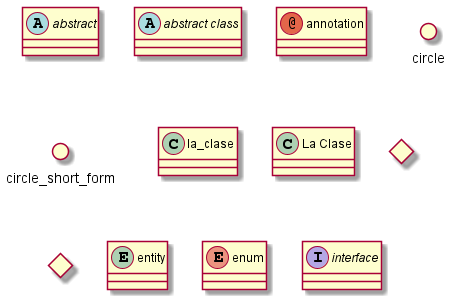 A abstract
A abstract class
@ annotation
circle
circle_short_form
C la_clase
C La Clase
E entity
E enum
I interface